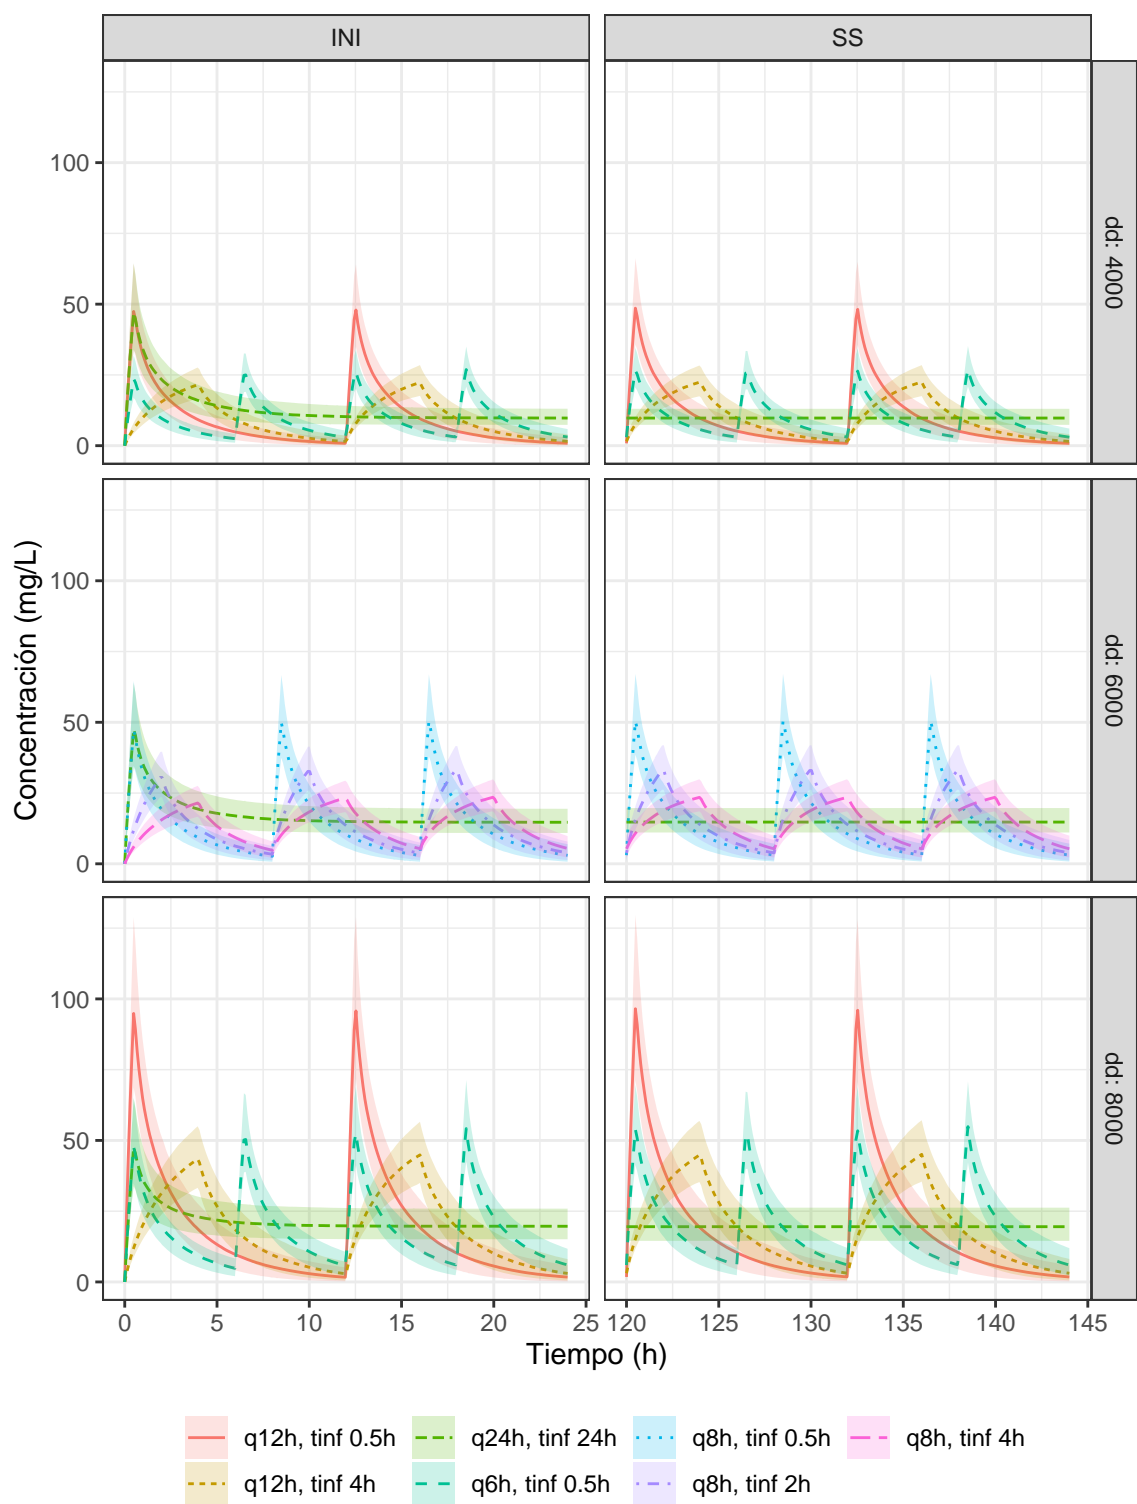 INI SS
Concentración (mg/L)
100
50
0
dd: 4000
100
50
0
dd: 6000
100
50
0
dd: 8000
0 5 10 15 20 25 120 125 130 135 140 145
Tiempo (h)
q12h, tinf 0.5h q24h, tinf 24h q8h, tinf 0.5h q8h, tinf 4h
q12h, tinf 4h q6h, tinf 0.5h q8h, tinf 2h